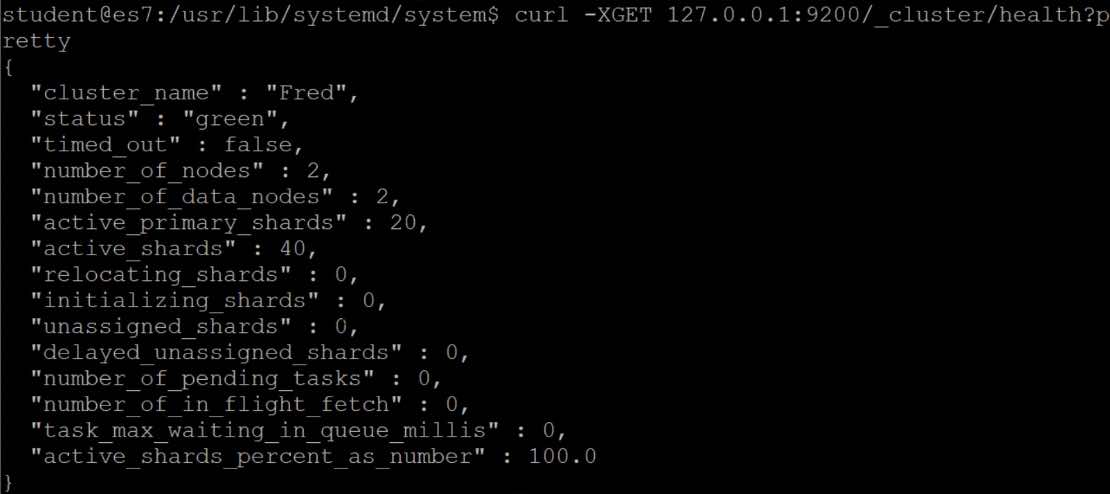 student@es7:/usr/lib/systemd/system$ curl -XGET 127.0.0.1:9200/_cluster/health?p
retty
{
  "cluster_name" : "Fred",
  "status" : "green",
  "timed_out" : false,
  "number_of_nodes" : 2,
  "number_of_data_nodes" : 2,
  "active_primary_shards" : 20,
  "active_shards" : 40,
  "relocating_shards" : 0,
  "initializing_shards" : 0,
  "unassigned_shards" : 0,
  "delayed_unassigned_shards" : 0,
  "number_of_pending_tasks" : 0,
  "number_of_in_flight_fetch" : 0,
  "task_max_waiting_in_queue_millis" : 0,
  "active_shards_percent_as_number" : 100.0
}